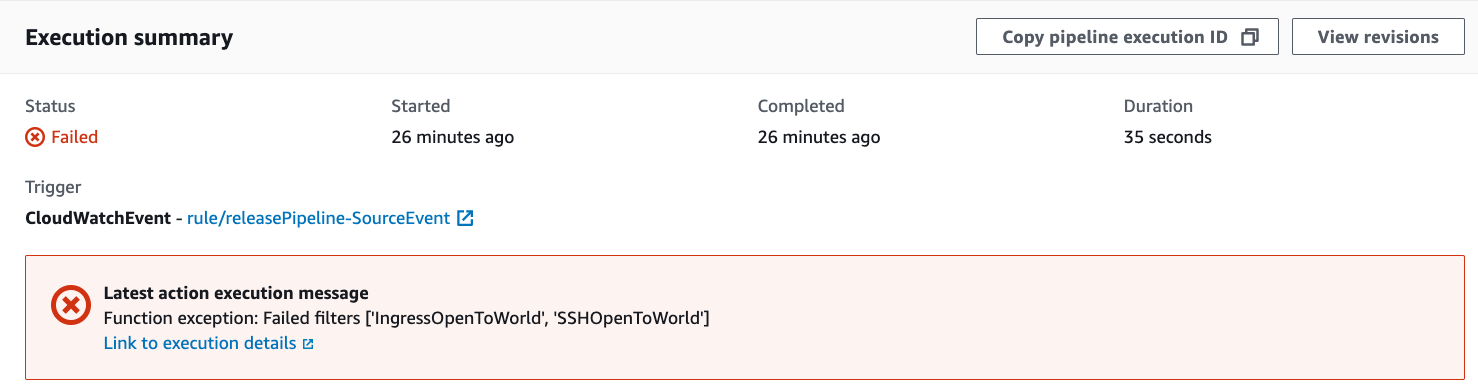 Execution summary
Copy pipeline execution ID
View revisions
Status
Started
Completed
Duration
Failed
26 minutes ago
26 minutes ago
35 seconds
Trigger
CloudWatchEvent - rule/releasePipeline-SourceEvent
Latest action execution message
Function exception: Failed filters ['IngressOpenToWorld', 'SSHOpenToWorld']
Link to execution details